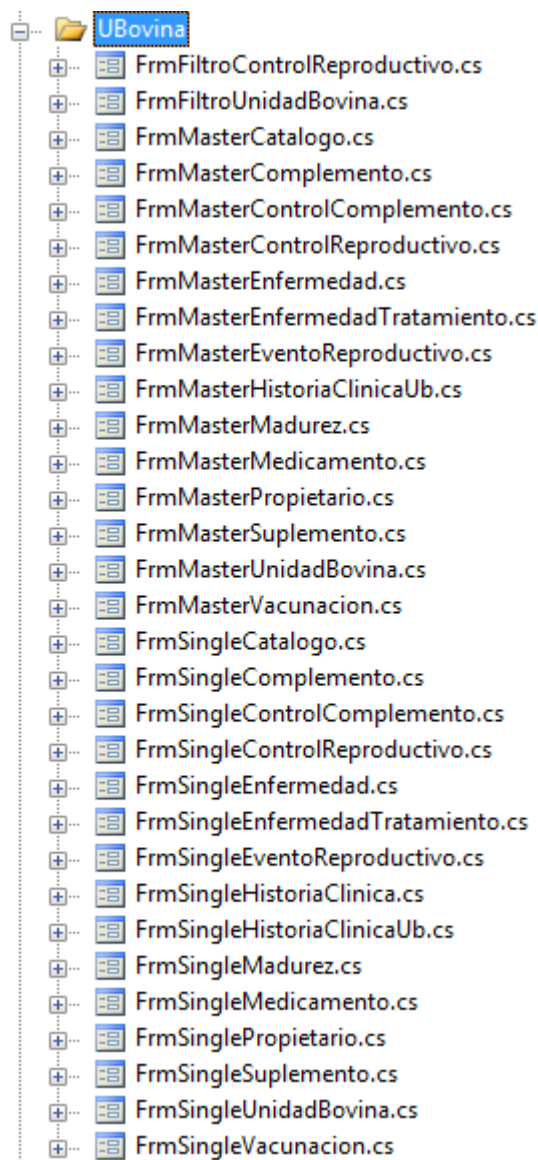 UBovina
FrmFiltroControlReproductivo.cs
FrmFiltroUnidadBovina.cs
FrmMasterCatalogo.cs
FrmMasterComplemento.cs
FrmMasterControlComplemento.cs
FrmMasterControlReproductivo.cs
FrmMasterEnfermedad.cs
FrmMasterEnfermedadTratamiento.cs
FrmMasterEventoReproductivo.cs
FrmMasterHistoriaClinicaUb.cs
FrmMasterMadurez.cs
FrmMasterMedicamento.cs
FrmMasterPropietario.cs
FrmMasterSuplemento.cs
FrmMasterUnidadBovina.cs
FrmMasterVacunacion.cs
FrmSingleCatalogo.cs
FrmSingleComplemento.cs
FrmSingleControlComplemento.cs
FrmSingleControlReproductivo.cs
FrmSingleEnfermedad.cs
FrmSingleEnfermedadTratamiento.cs
FrmSingleEventoReproductivo.cs
FrmSingleHistoriaClinica.cs
FrmSingleHistoriaClinicaUb.cs
FrmSingleMadurez.cs
FrmSingleMedicamento.cs
FrmSinglePropietario.cs
FrmSingleSuplemento.cs
FrmSingleUnidadBovina.cs
FrmSingleVacunacion.cs